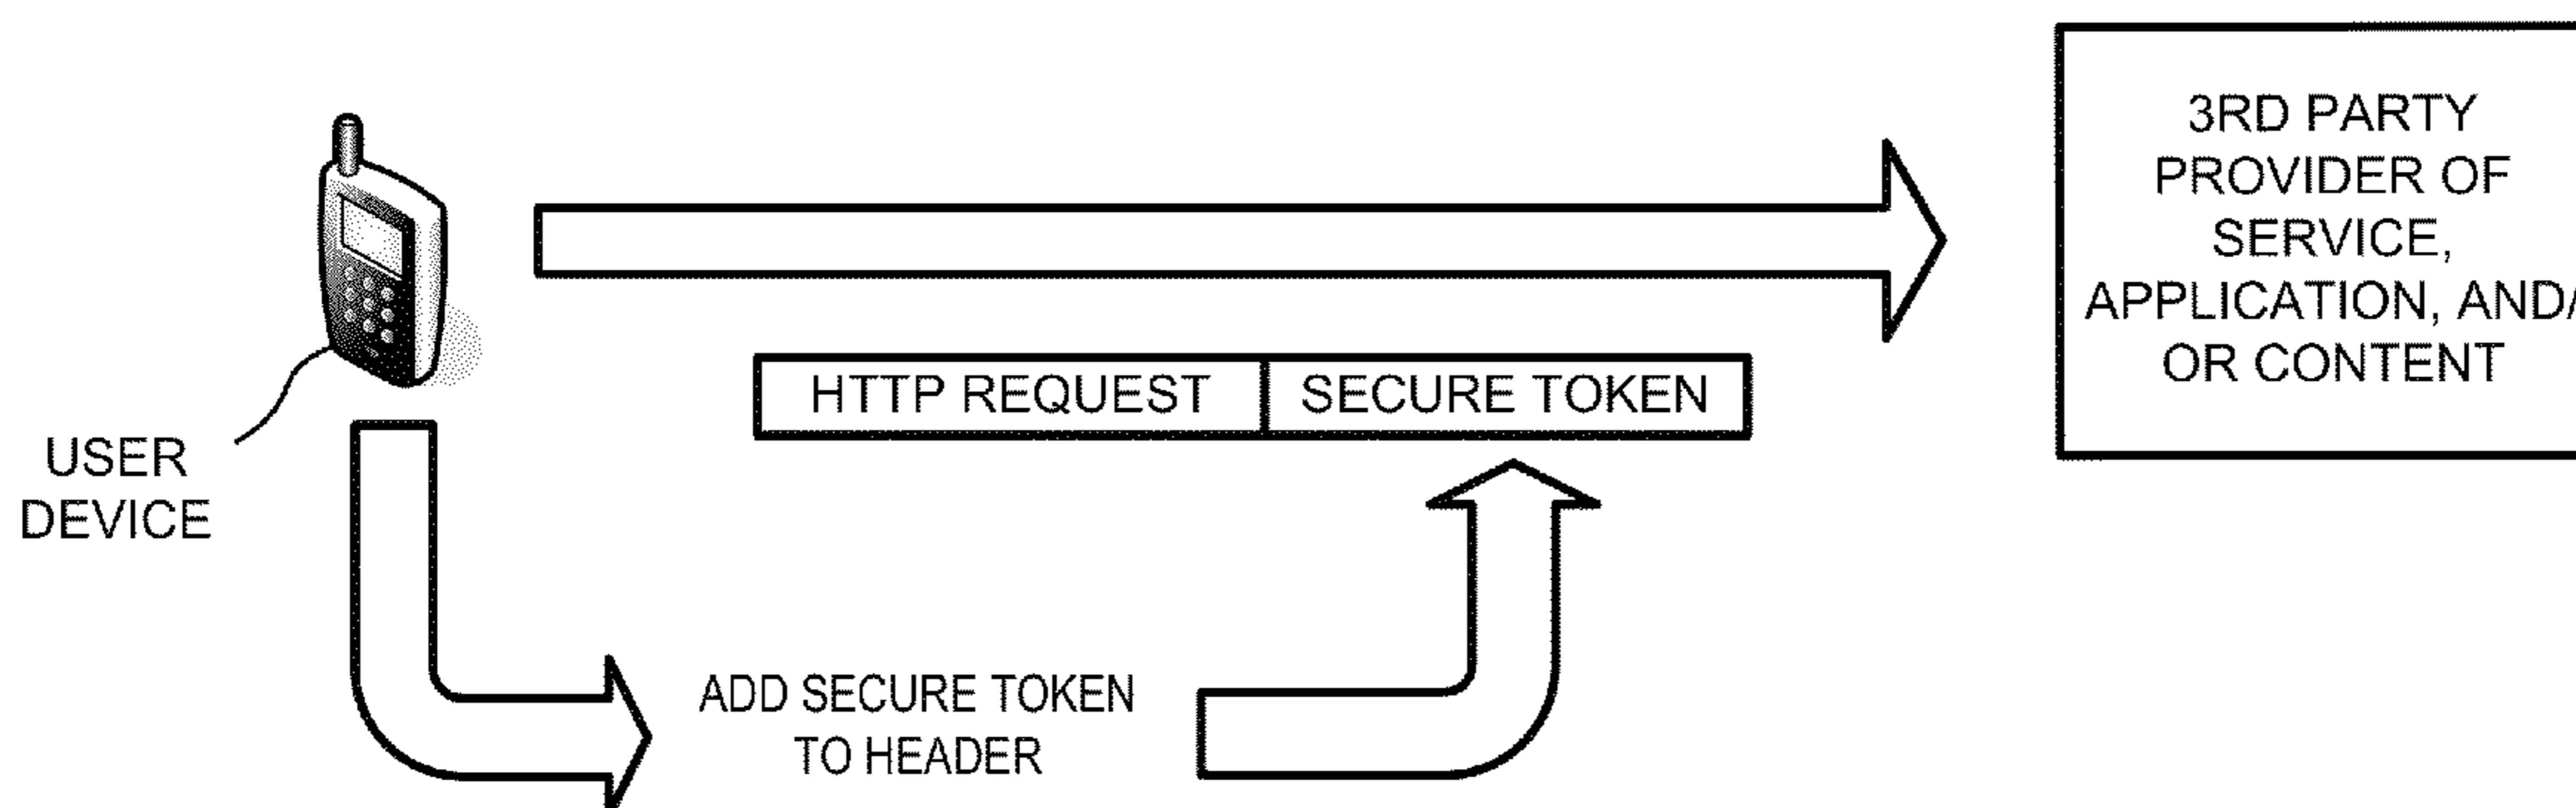 3RD PARTY
PROVIDER OF
SERVICE,
APPLICATION, AND/
OR CONTENT
HTTP REQUEST
SECURE TOKEN
USER
DEVICE
ADD SECURE TOKEN
TO HEADER